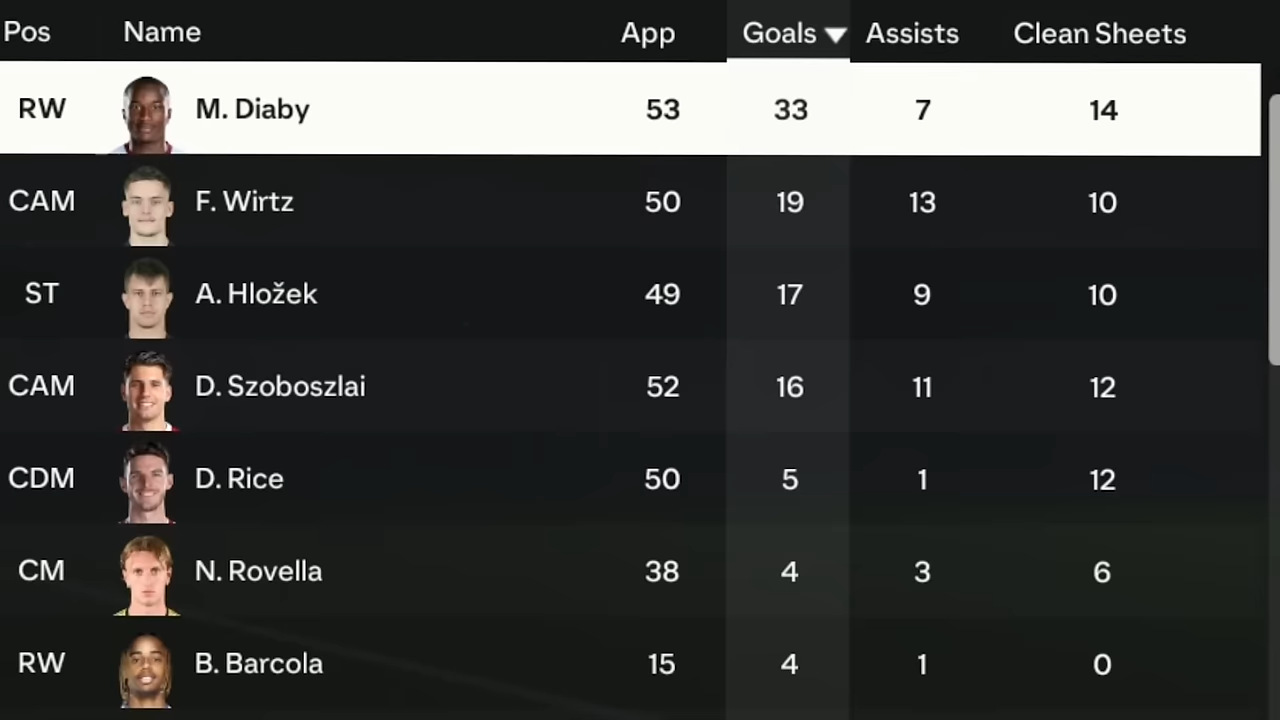 Pos Name App Goals ▼ Assists Clean Sheets
RW M. Diaby 53 33 7 14
CAM F. Wirtz 50 19 13 10
ST A. Hložek 49 17 9 10
CAM D. Szoboszlai 52 16 11 12
CDM D. Rice 50 5 1 12
CM N. Rovella 38 4 3 6
RW B. Barcola 15 4 1 0